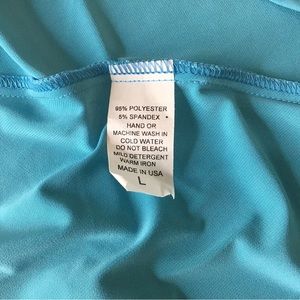 95% POLYESTER
5% SPANDEX
HAND OR
MACHINE WASH IN
COLD WATER
DO NOT BLEACH
MILD DETERGENT
WARM IRON
MADE IN USA
L